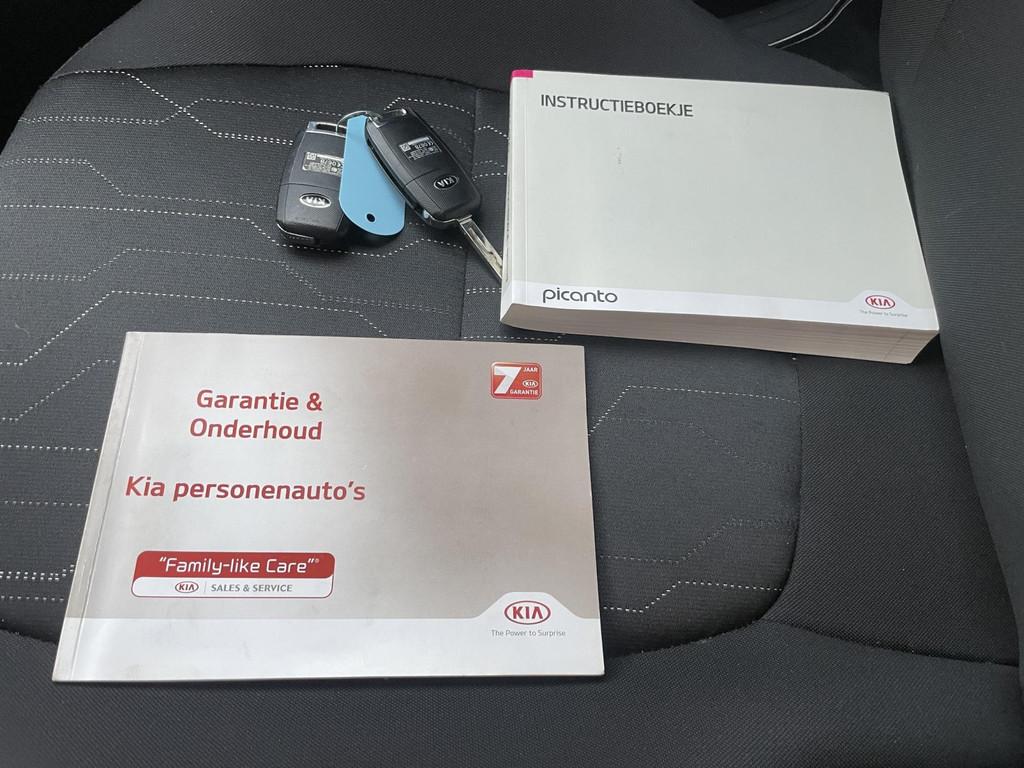 INSTRUCTIEBOEKJE
picanto
KIA
The Power to Surprise
KIA
KIA
Garantie &
Onderhoud
Kia personenauto's
7 JAAR
KIA
GARANTIE
"Family-like Care"®
KIA SALES & SERVICE
KIA
The Power to Surprise